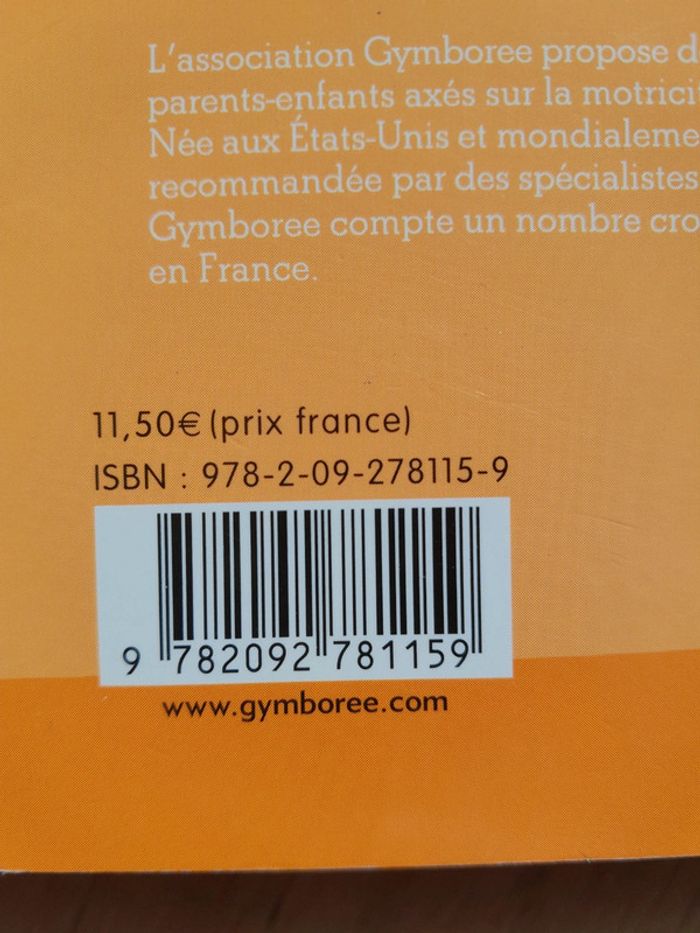 L'association Gymboree propose d
parents-enfants axés sur la motrici
Née aux États-Unis et mondialeme
recommandée par des spécialistes
Gymboree compte un nombre cro
en France.
11,50€ (prix france)
ISBN : 978-2-09-278115-9
9 782092 781159
www.gymboree.com